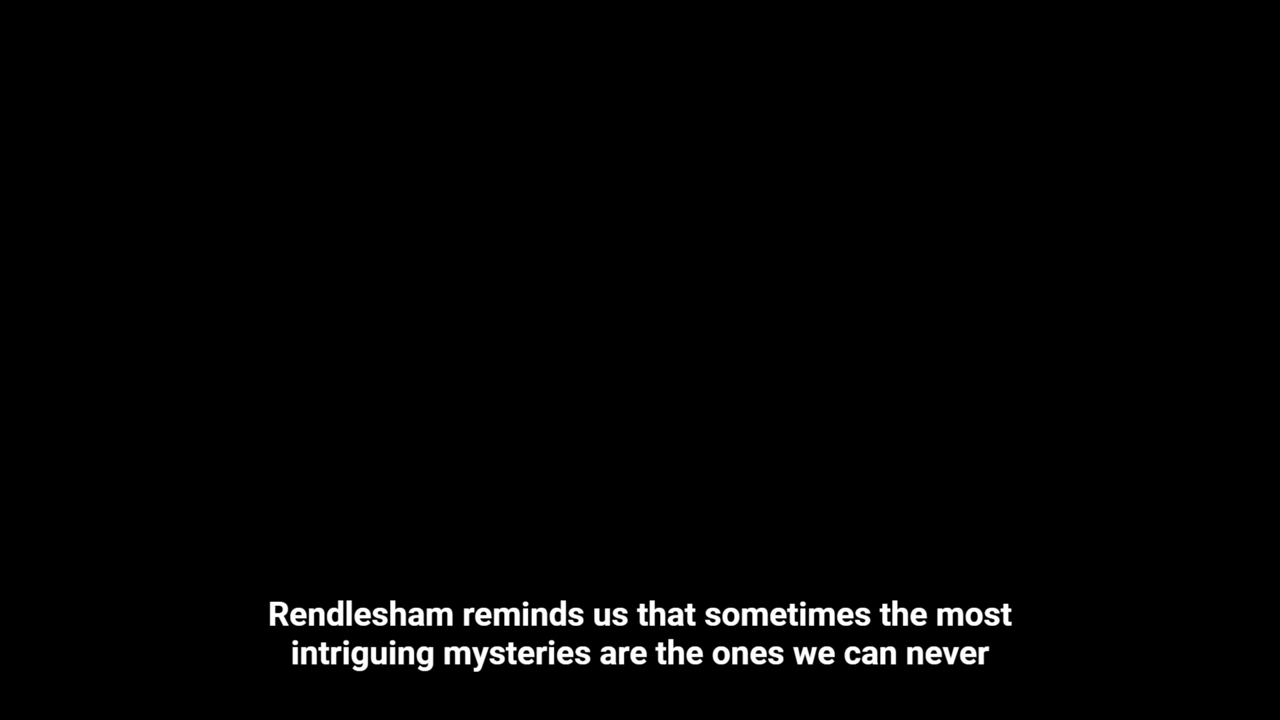 Rendlesham reminds us that sometimes the most
intriguing mysteries are the ones we can never